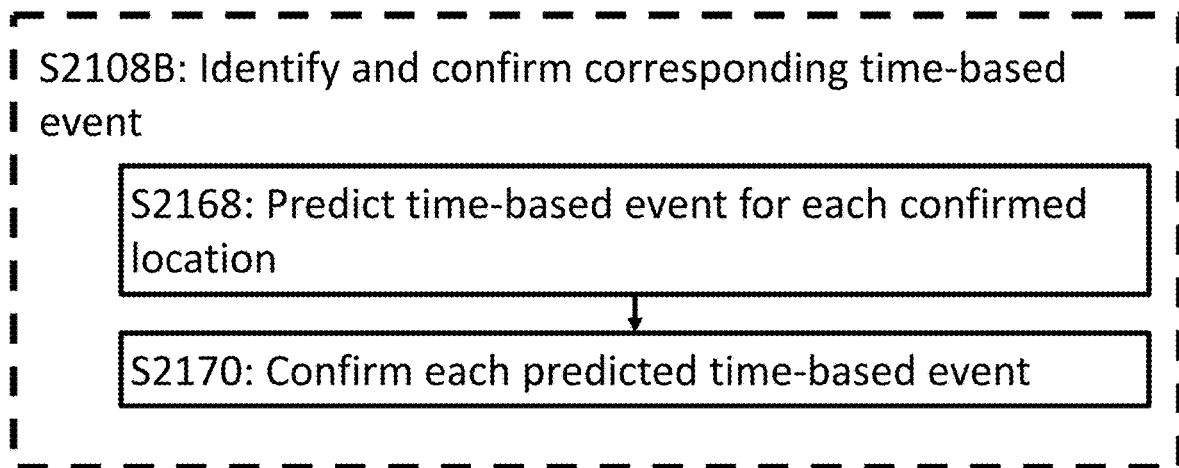 S2108B: Identify and confirm corresponding time-based
event
S2168: Predict time-based event for each confirmed
location
S2170: Confirm each predicted time-based event